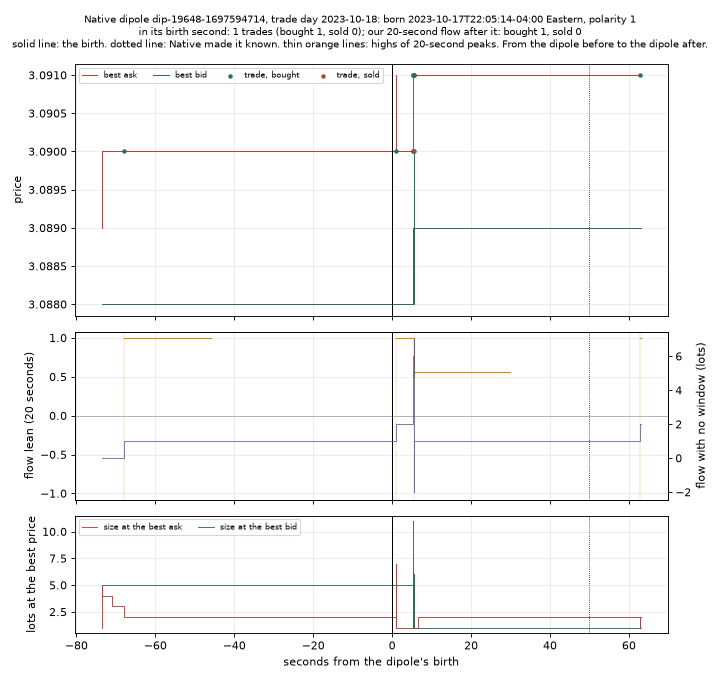 Native dipole dip-19648-1697594714, trade day 2023-10-18: born 2023-10-17T22:05:14-04:00 Eastern, polarity 1
in its birth second: 1 trades (bought 1, sold 0); our 20-second flow after it: bought 1, sold 0
solid line: the birth. dotted line: Native made it known. thin orange lines: highs of 20-second peaks. From the dipole before to the dipole after.
best ask best bid trade, bought trade, sold
3.0910
3.0905
3.0900
3.0895
3.0890
3.0885
3.0880
price
1.0
0.5
0.0
−0.5
−1.0
flow lean (20 seconds)
6
4
2
0
−2
flow with no window (lots)
size at the best ask size at the best bid
10.0
7.5
5.0
2.5
lots at the best price
−80 −60 −40 −20 0 20 40 60
seconds from the dipole's birth